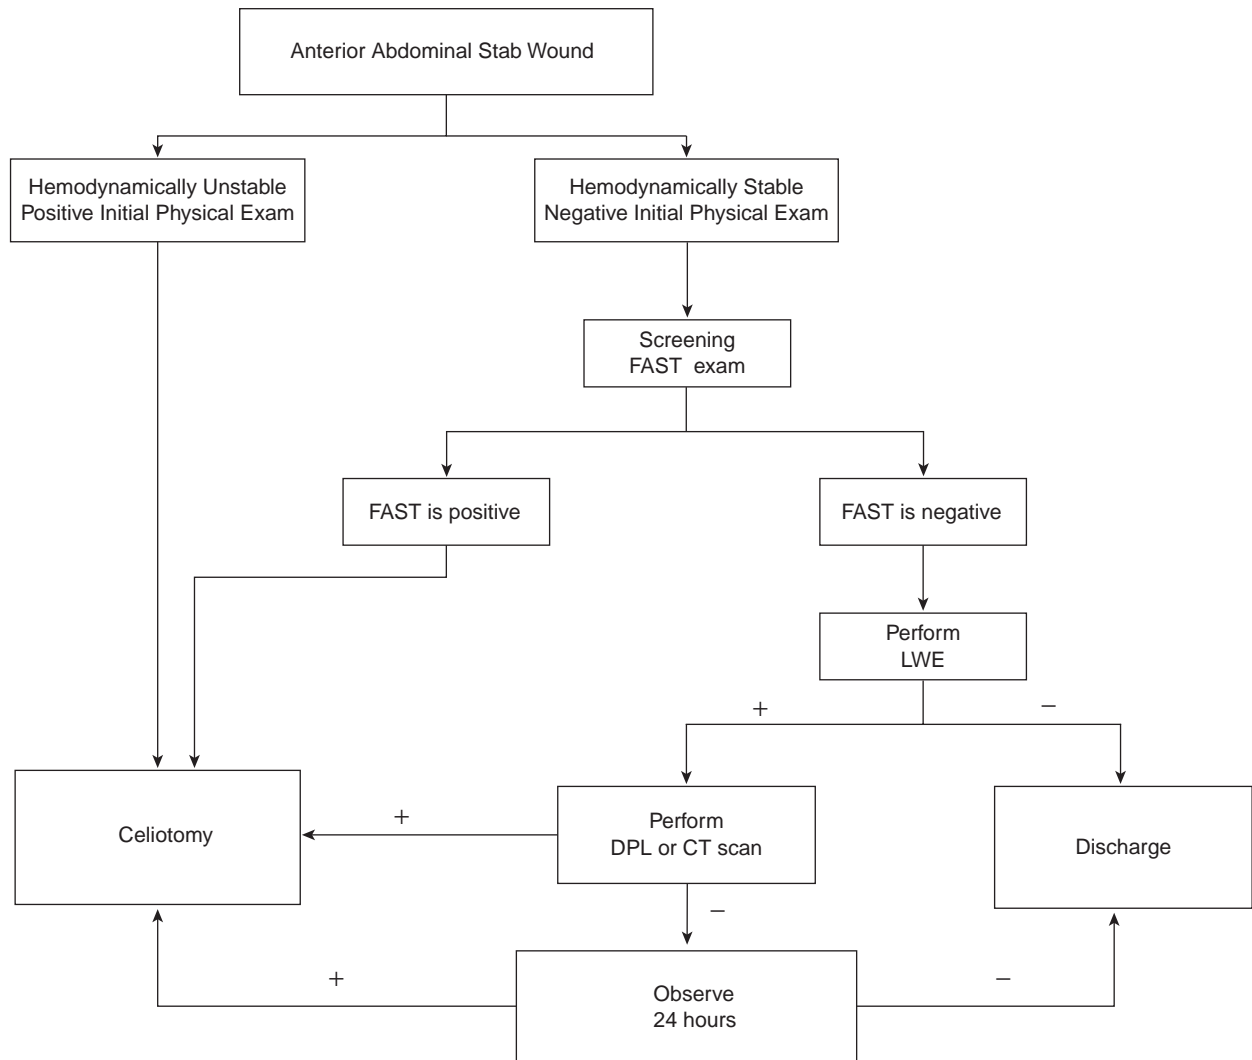 Anterior Abdominal Stab Wound
Hemodynamically Unstable
Positive Initial Physical Exam
Hemodynamically Stable
Negative Initial Physical Exam
Screening
FAST exam
FAST is positive
FAST is negative
Perform
LWE
+
−
Celiotomy
+
Perform
DPL or CT scan
Discharge
−
+
Observe
24 hours
−